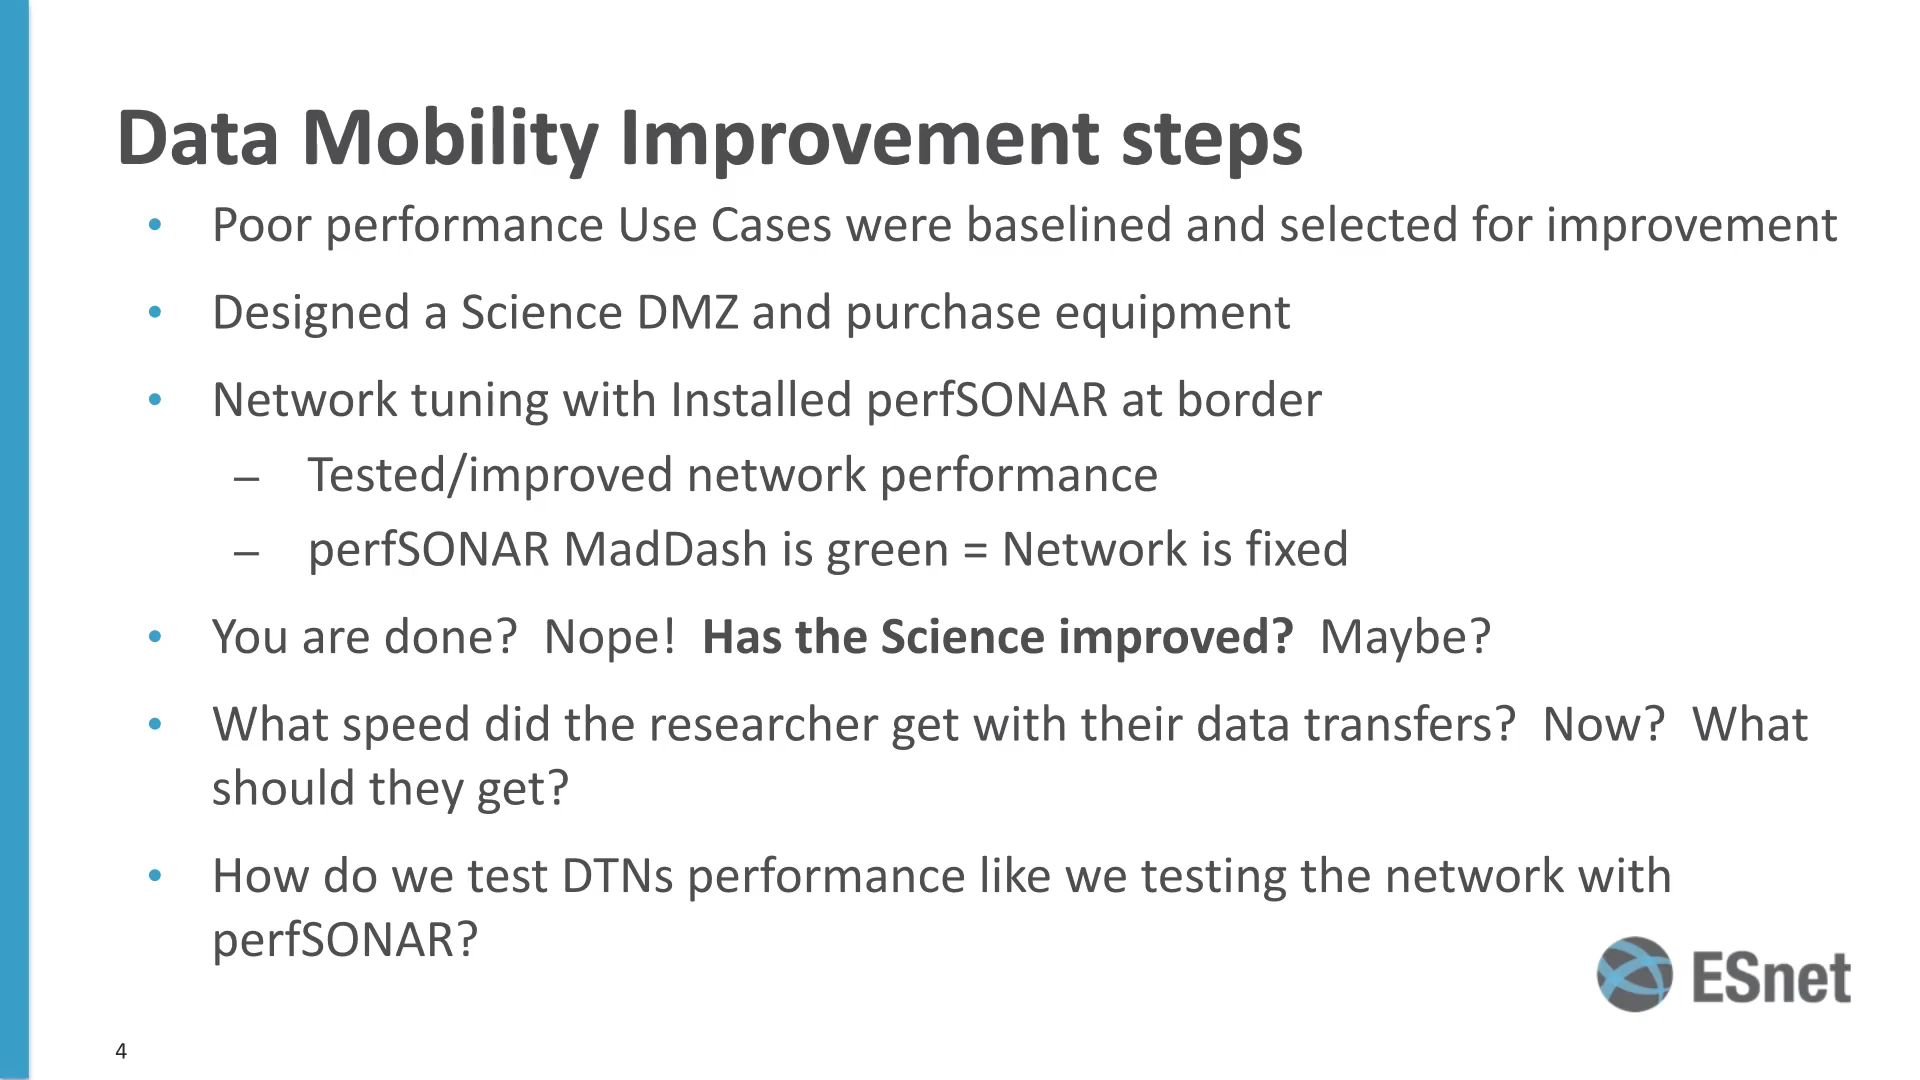 Data Mobility Improvement steps
• Poor performance Use Cases were baselined and selected for improvement
• Designed a Science DMZ and purchase equipment
• Network tuning with Installed perfSONAR at border
– Tested/improved network performance
– perfSONAR MadDash is green = Network is fixed
• You are done?  Nope!  Has the Science improved?  Maybe?
• What speed did the researcher get with their data transfers?  Now?  What
should they get?
• How do we test DTNs performance like we testing the network with
perfSONAR?
ESnet
4